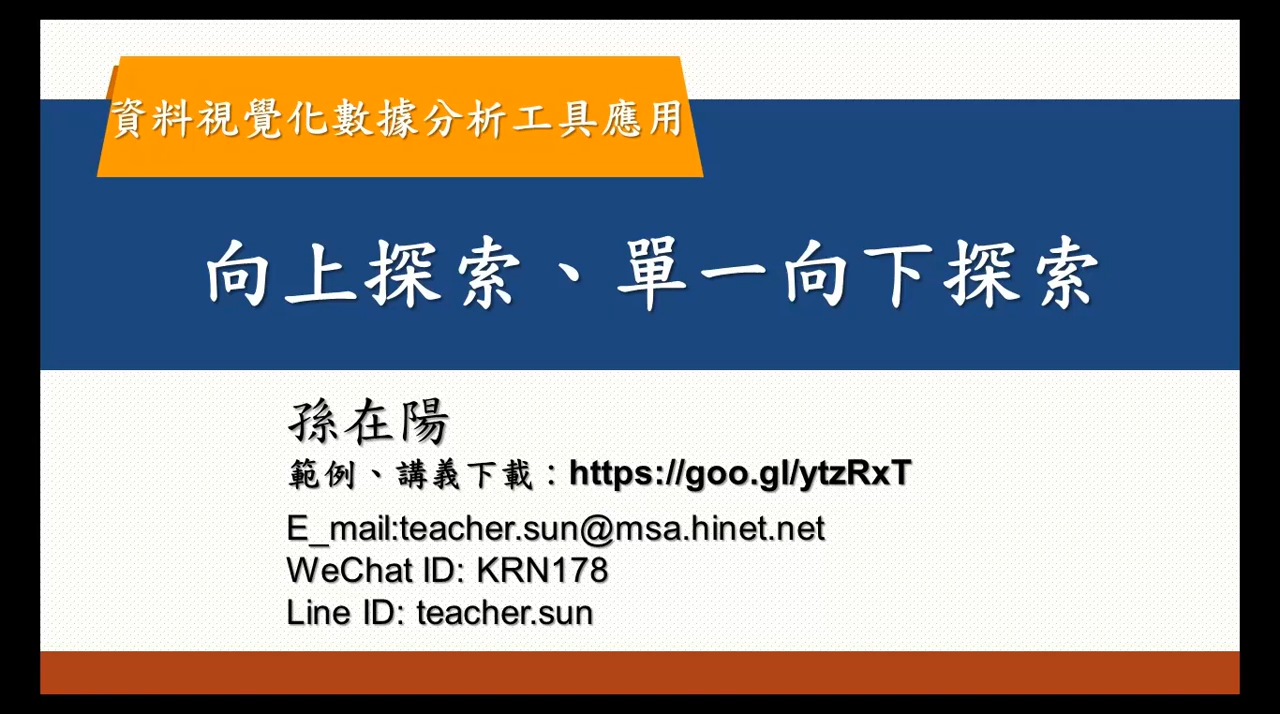 資料視覺化數據分析工具應用
向上探索、單一向下探索
孫在陽
範例、講義下載：https://goo.gl/ytzRxT
E_mail:teacher.sun@msa.hinet.net
WeChat ID: KRN178
Line ID: teacher.sun